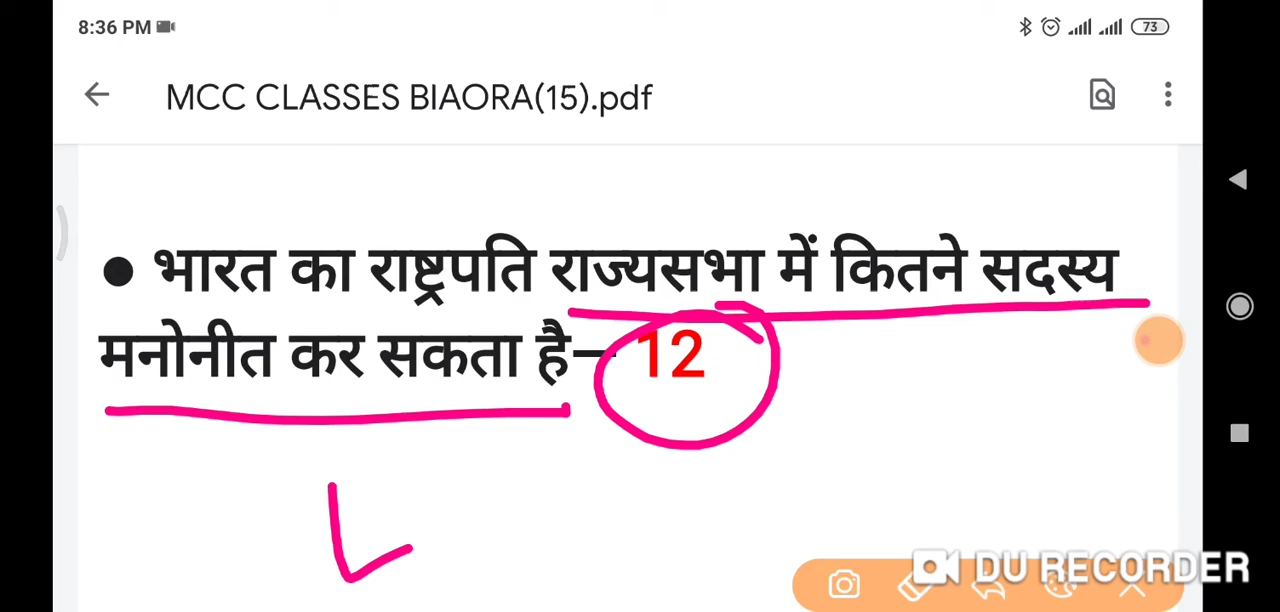 8:36 PM
73
MCC CLASSES BIAORA(15).pdf
● भारत का राष्ट्रपति राज्यसभा में कितने सदस्य
मनोनीत कर सकता है– 12
DU RECORDER